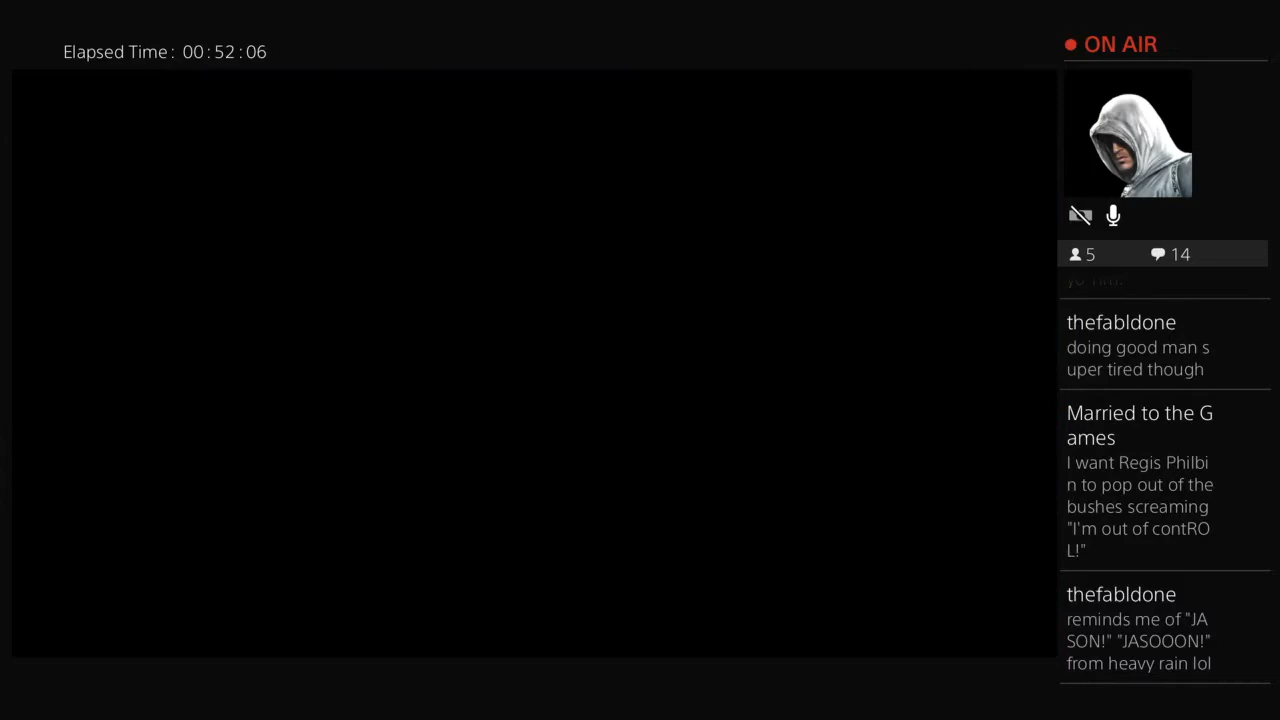 Elapsed Time: 00:52:06
ON AIR
5
14
thefabldone
doing good man s
uper tired though
Married to the G
ames
I want Regis Philbi
n to pop out of the
bushes screaming
"I'm out of contRO
L!"
thefabldone
reminds me of "JA
SON!" "JASOOON!"
from heavy rain lol